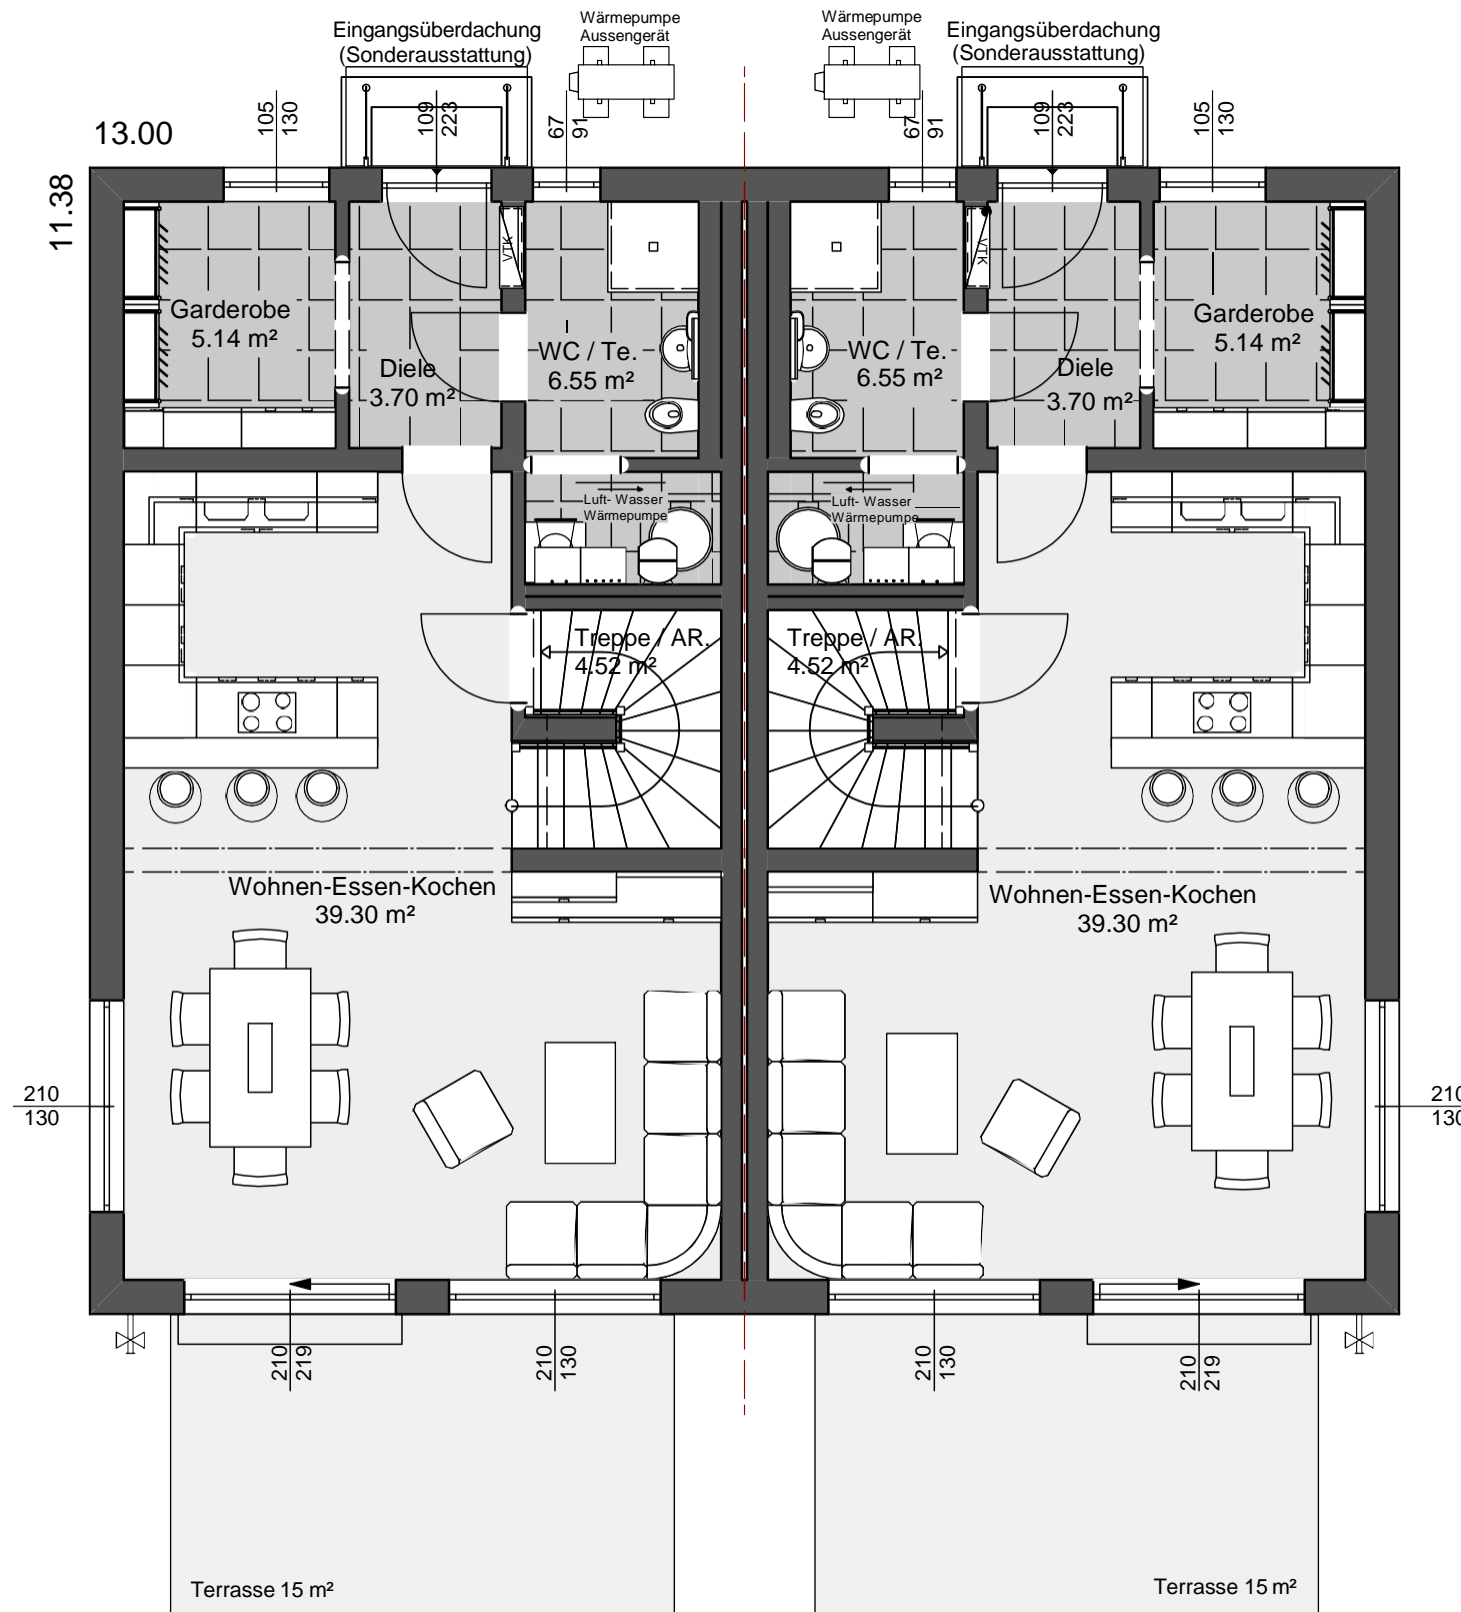 Eingangsüberdachung
(Sonderausstattung)
Wärmepumpe
Aussengerät
Wärmepumpe
Aussengerät
Eingangsüberdachung
(Sonderausstattung)
13.00
11.38
105
130
109
223
67
91
67
91
109
223
105
130
VTK
VTK
Garderobe
5.14 m²
Diele
3.70 m²
WC / Te.
6.55 m²
WC / Te.
6.55 m²
Diele
3.70 m²
Garderobe
5.14 m²
Luft- Wasser
Wärmepumpe
Luft- Wasser
Wärmepumpe
Treppe / AR.
4.52 m²
Treppe / AR.
4.52 m²
Wohnen-Essen-Kochen
39.30 m²
Wohnen-Essen-Kochen
39.30 m²
210
130
210
130
210
219
210
130
210
130
210
219
Terrasse 15 m²
Terrasse 15 m²